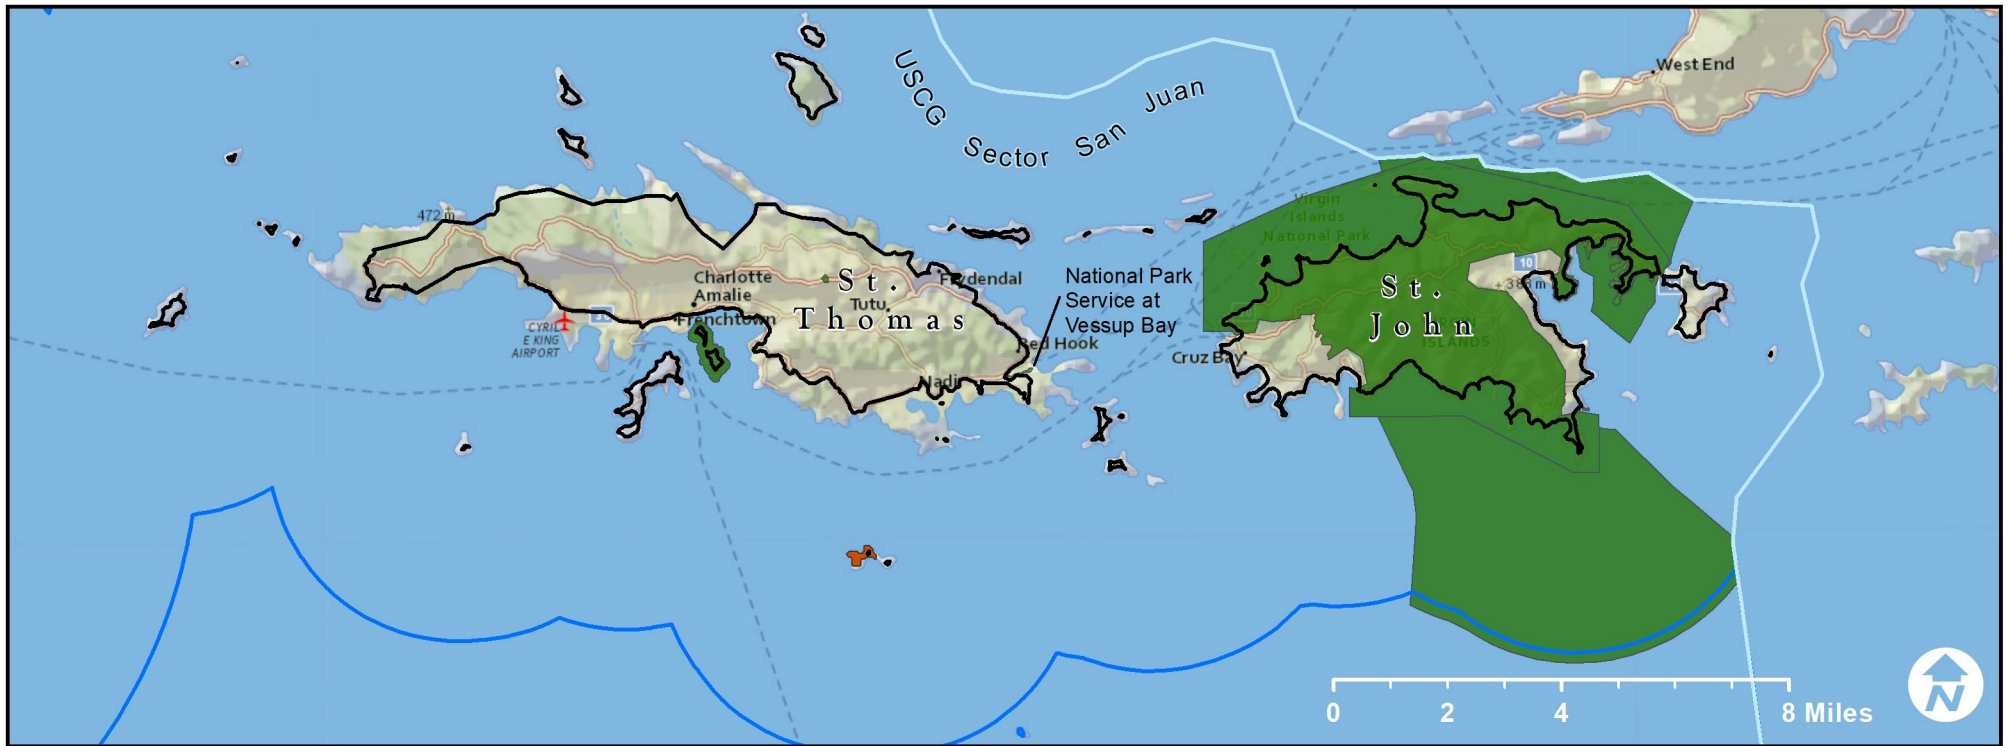 USCG Sector San Juan
West End
Virgin
Islands
National Park
472 m
Charlotte
Amalie
Frenchtown
CYRIL
E KING
AIRPORT
St.
Thomas
Tutu
Frydendal
National Park
Service at
Vessup Bay
Red Hook
Nadir
10
St.
John
ISLANDS
Cruz Bay
0 2 4 8 Miles
N